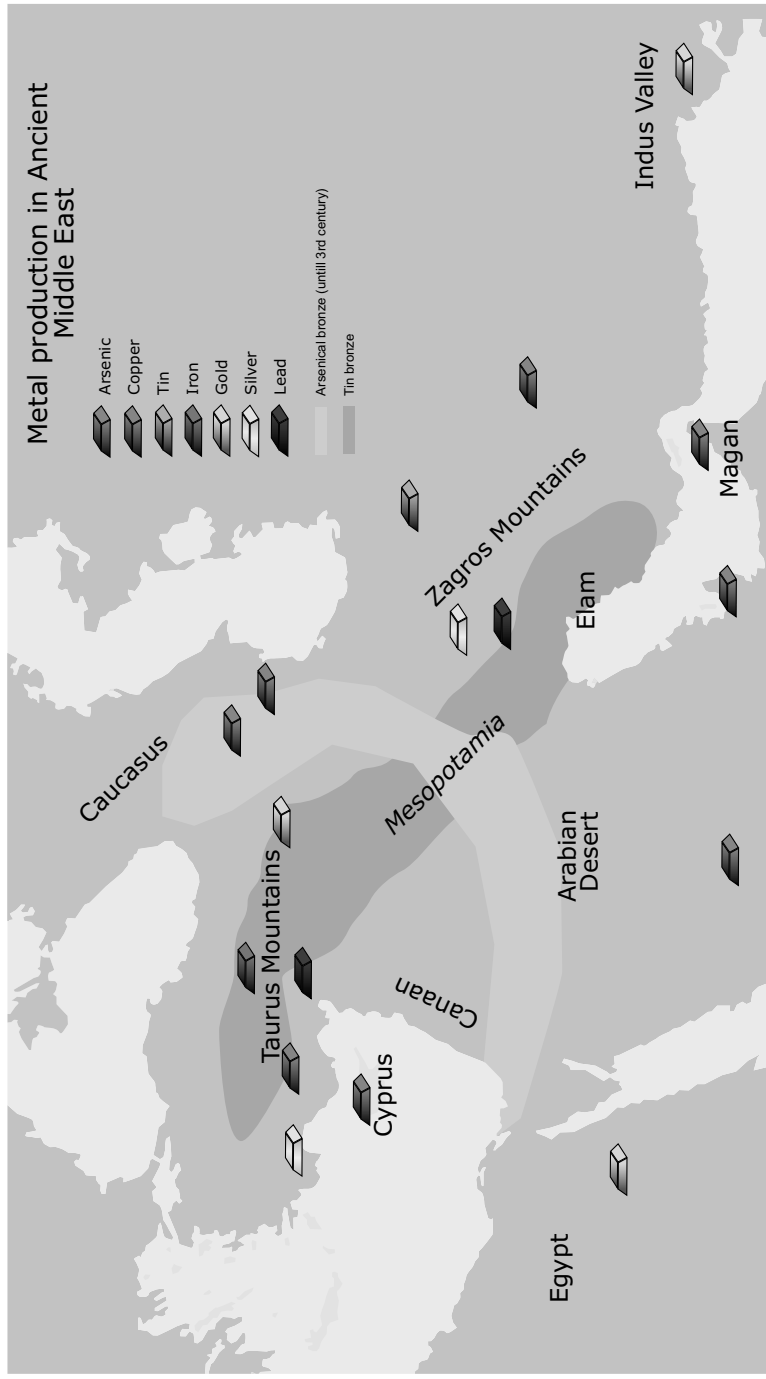 Metal production in Ancient
Middle East
Arsenic
Copper
Tin
Iron
Gold
Silver
Lead
Arsenical bronze (untill 3rd century)
Tin bronze
Caucasus
Taurus Mountains
Cyprus
Canaan
Mesopotamia
Zagros Mountains
Elam
Arabian
Desert
Egypt
Magan
Indus Valley